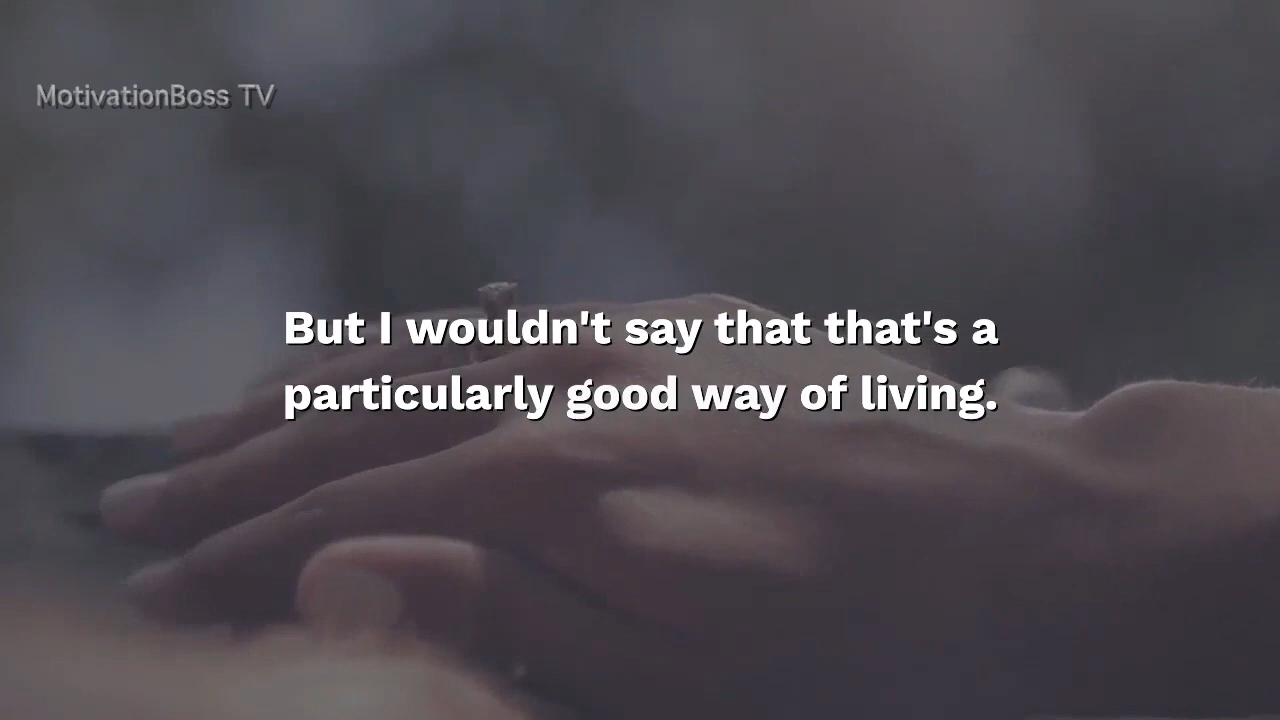 MotivationBoss TV
But I wouldn't say that that's a
particularly good way of living.